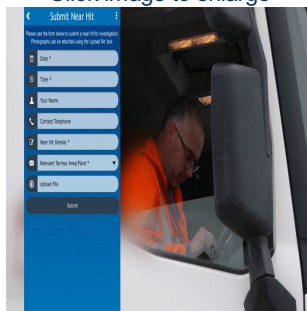 Click image to enlarge
Submit Near Hit
Please use the form below to submit a near hit for investigation.
Photographs can be attached using the 'upload file' tool.
Date *
Time *
Your Name
Contact Telephone
Near Hit Details *
Relevant Tarmac Area/Plant *
Upload File
Submit